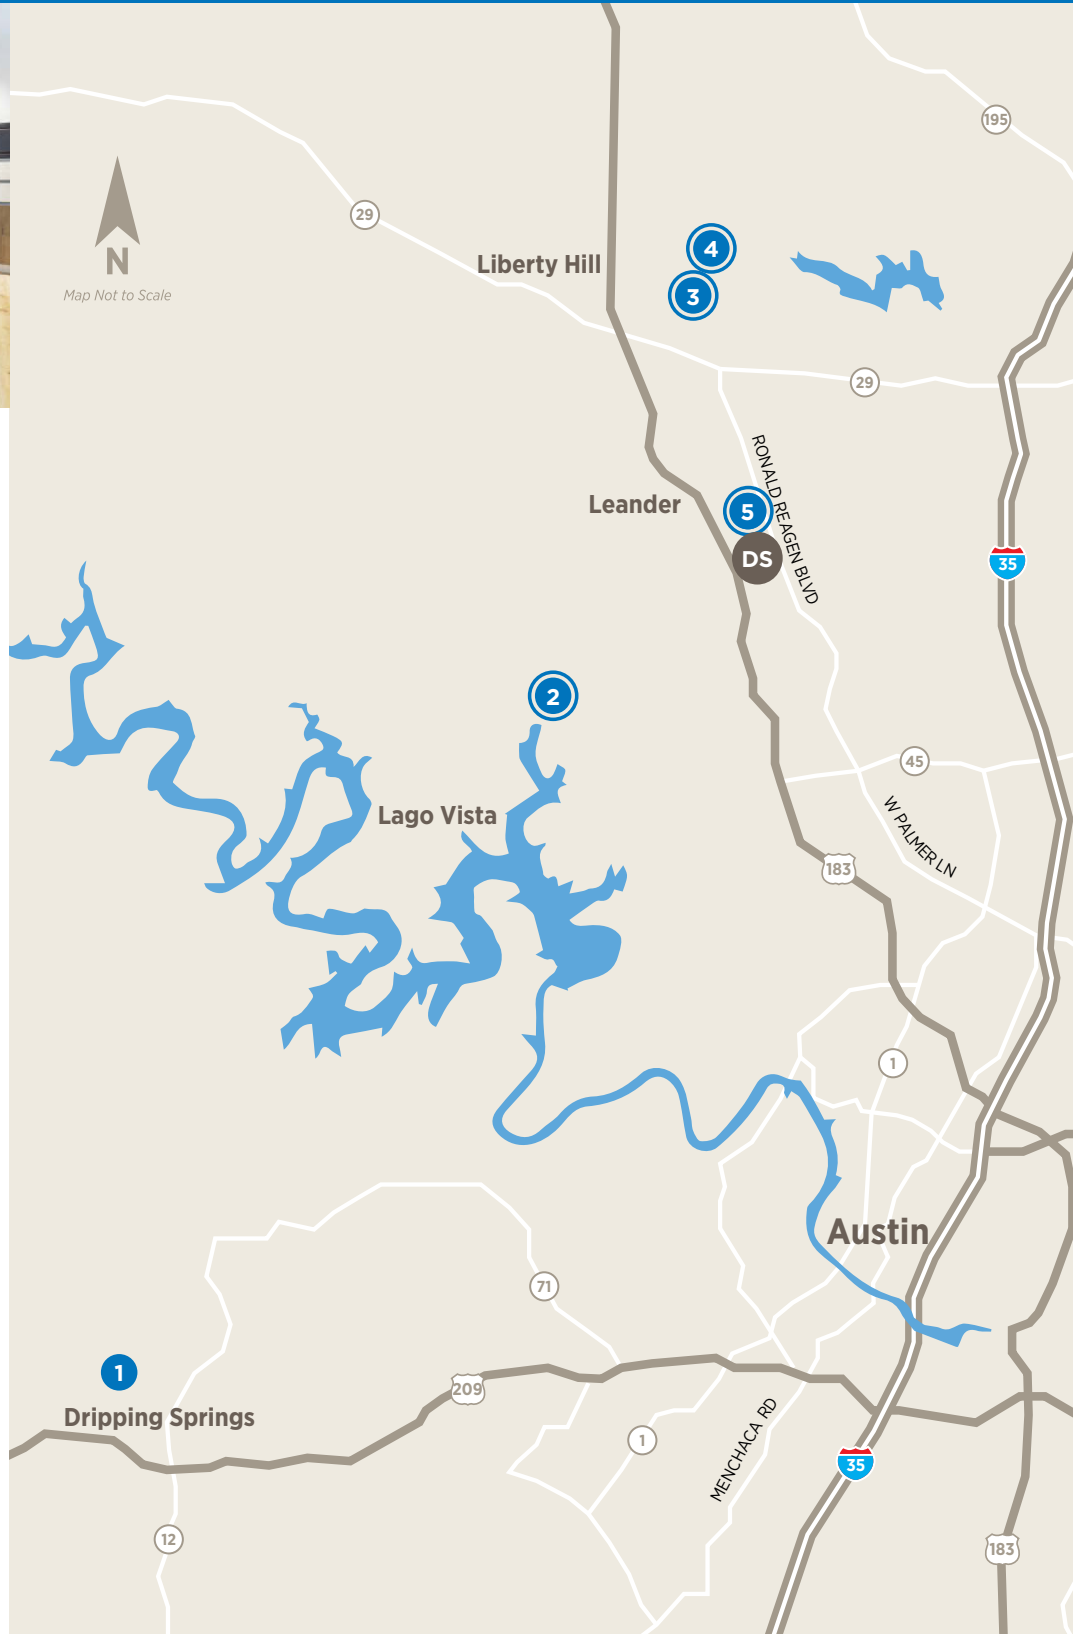 195
29
N
Map Not to Scale
Liberty Hill
4
3
29
RONALD REAGEN BLVD
Leander
5
DS
35
2
45
Lago Vista
W PALMER LN
183
1
Austin
71
1
Dripping Springs
209
MENCHACA RD
1
35
12
183